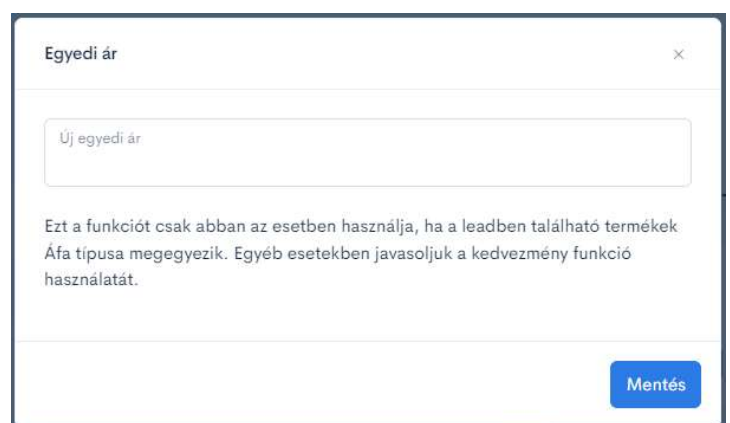 Egyedi ár
Új egyedi ár
Ezt a funkciót csak abban az esetben használja, ha a leadben található termékek
Áfa típusa megegyezik. Egyéb esetekben javasoljuk a kedvezmény funkció
használatát.
Mentés